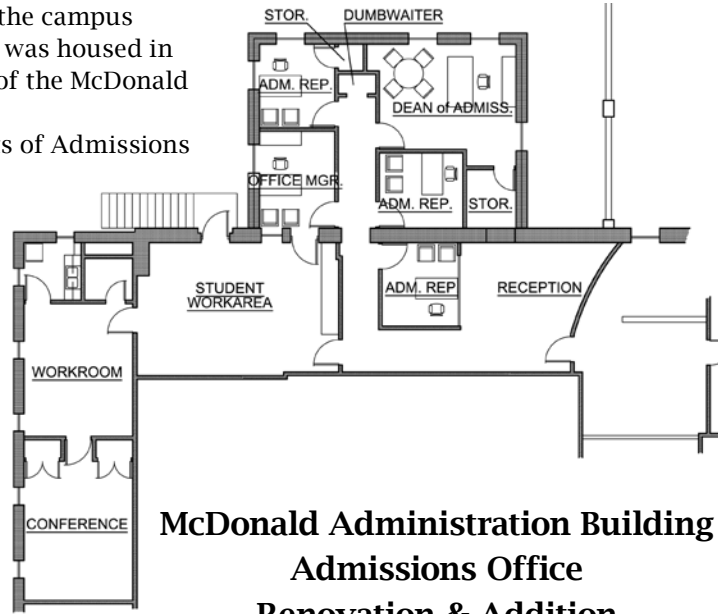 the campus
was housed in
of the McDonald
s of Admissions
STOR. DUMBWAITER
ADM. REP.
DEAN of ADMISS.
OFFICE MGR.
ADM. REP. STOR.
STUDENT
WORKAREA
ADM. REP
RECEPTION
WORKROOM
CONFERENCE
McDonald Administration Building
Admissions Office
Renovation & Addition